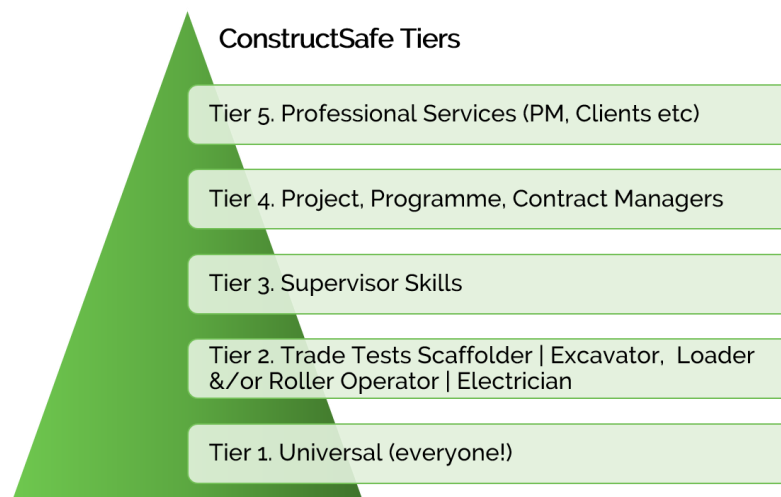 ConstructSafe Tiers
Tier 5. Professional Services (PM, Clients etc)
Tier 4. Project, Programme, Contract Managers
Tier 3. Supervisor Skills
Tier 2. Trade Tests Scaffolder | Excavator,  Loader
&/or Roller Operator | Electrician
Tier 1. Universal (everyone!)